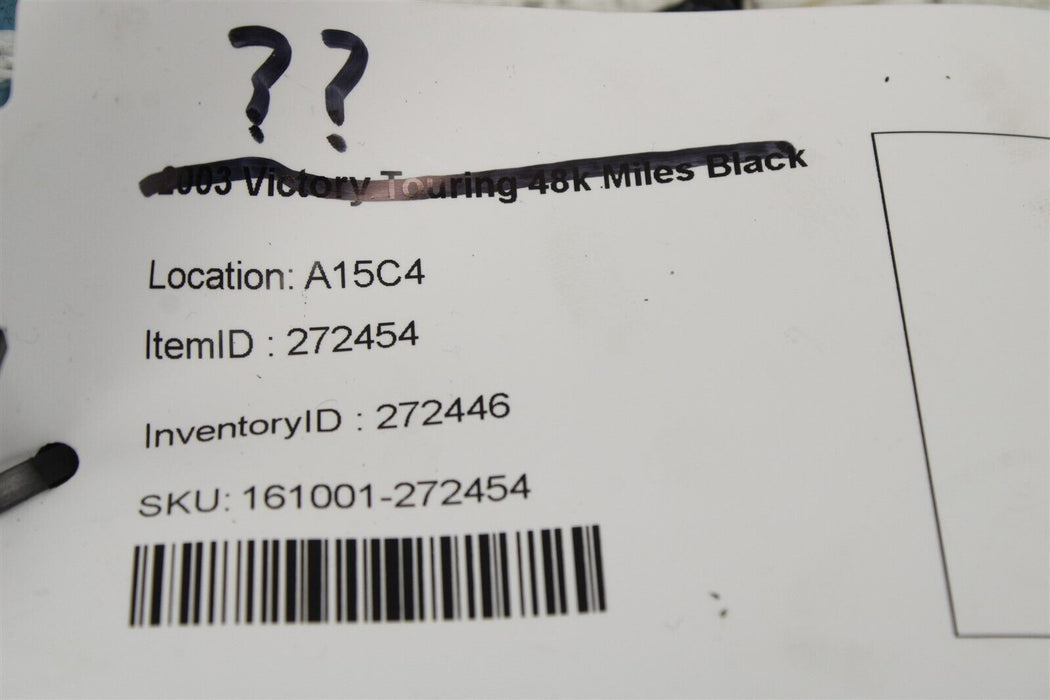 ??
2003 Victory Touring 48k Miles Black
Location: A15C4
ItemID : 272454
InventoryID : 272446
SKU: 161001-272454